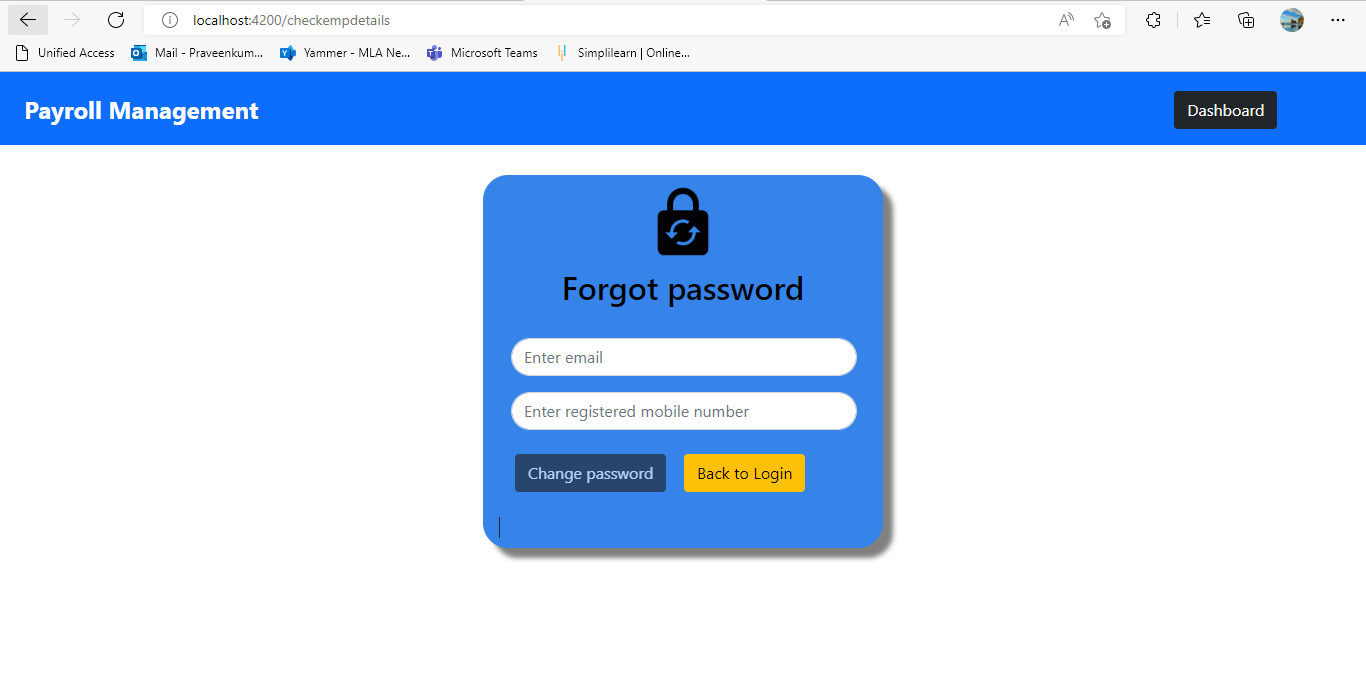 localhost:4200/checkempdetails
Unified Access Mail - Praveenkum... Yammer - MLA Ne... Microsoft Teams Simplilearn | Online...
Payroll Management Dashboard
Forgot password
Enter email
Enter registered mobile number
Change password Back to Login